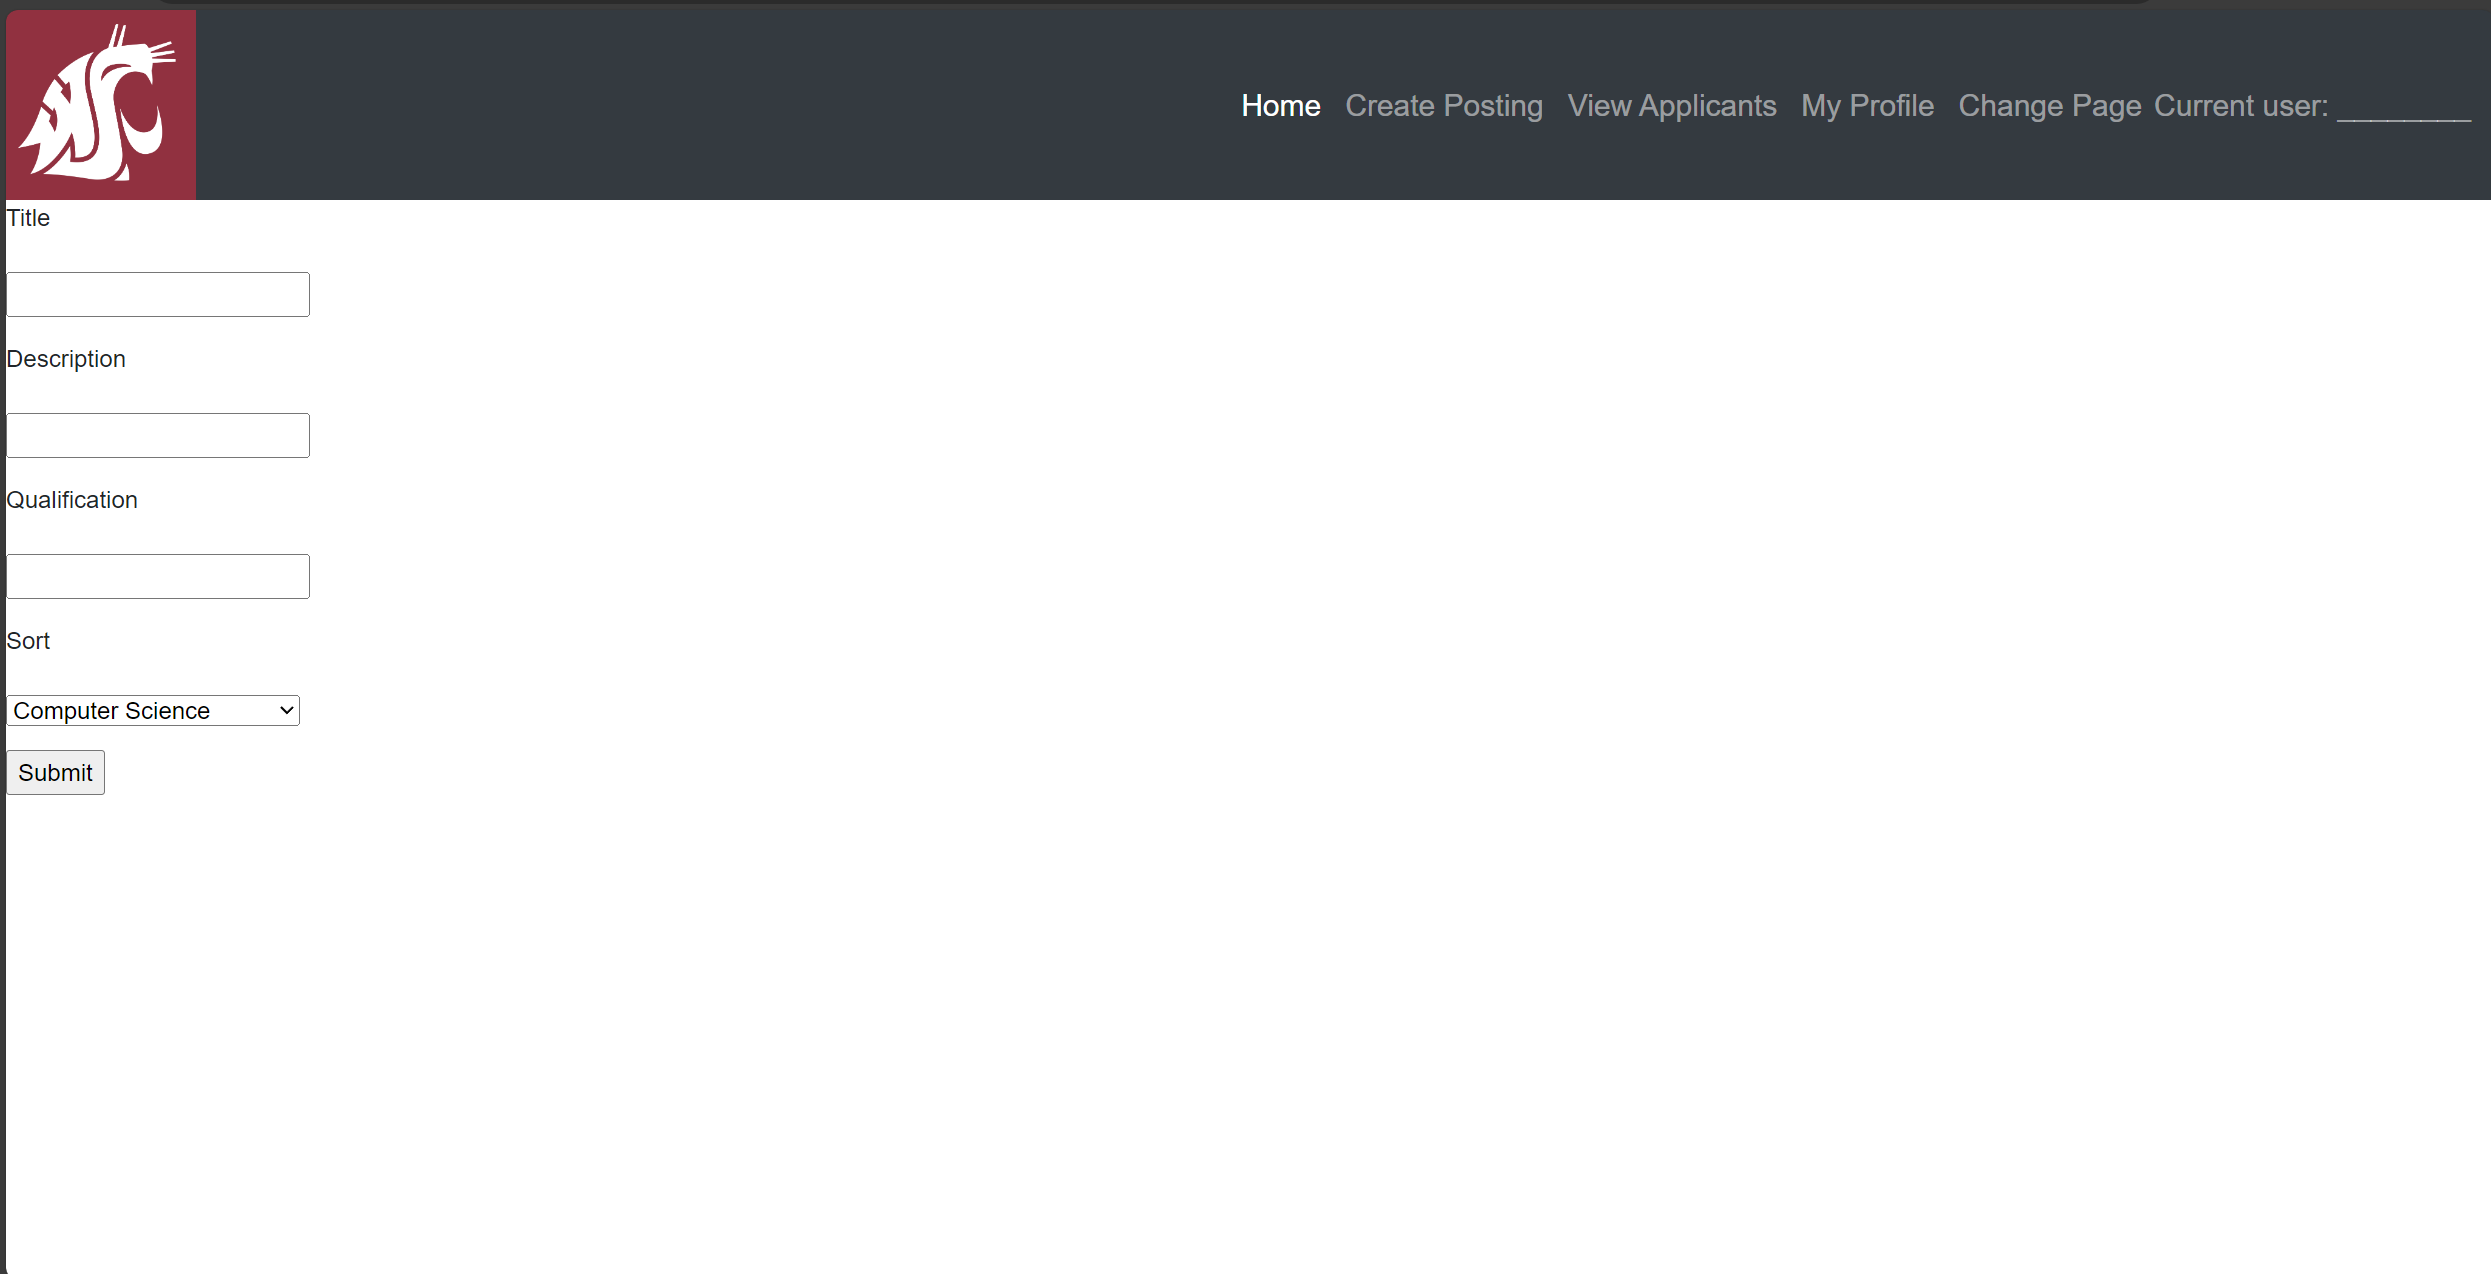 Home Create Posting View Applicants My Profile Change Page Current user: ________
Title
Description
Qualification
Sort
Computer Science
Submit